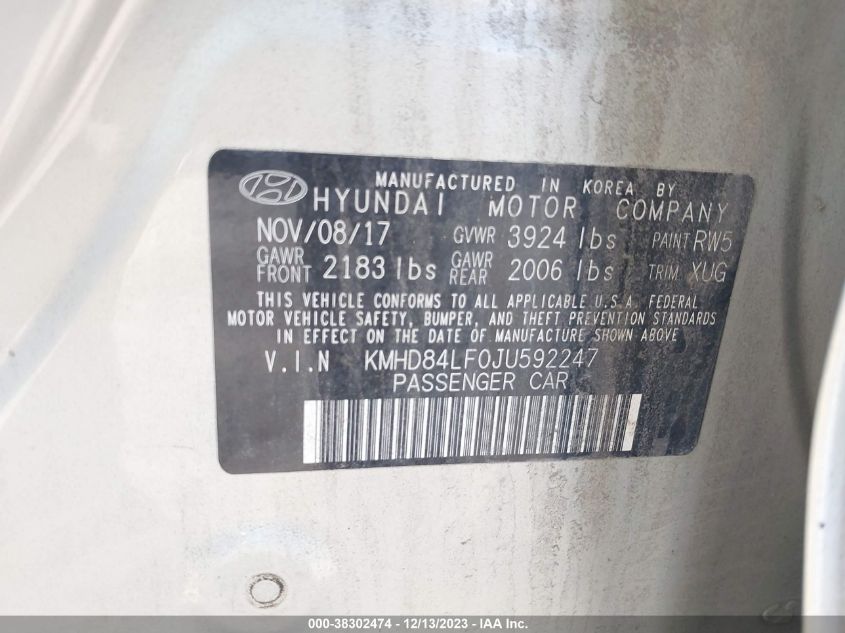 MANUFACTURED IN KOREA BY
HYUNDAI MOTOR COMPANY
NOV/08/17 GVWR 3924 lbs PAINT RW5
GAWR FRONT 2183 lbs GAWR REAR 2006 lbs TRIM XUG
THIS VEHICLE CONFORMS TO ALL APPLICABLE U.S.A. FEDERAL
MOTOR VEHICLE SAFETY, BUMPER, AND THEFT PREVENTION STANDARDS
IN EFFECT ON THE DATE OF MANUFACTURE SHOWN ABOVE
V.I.N KMHD84LF0JU592247
PASSENGER CAR
000-38302474 - 12/13/2023 - IAA Inc.